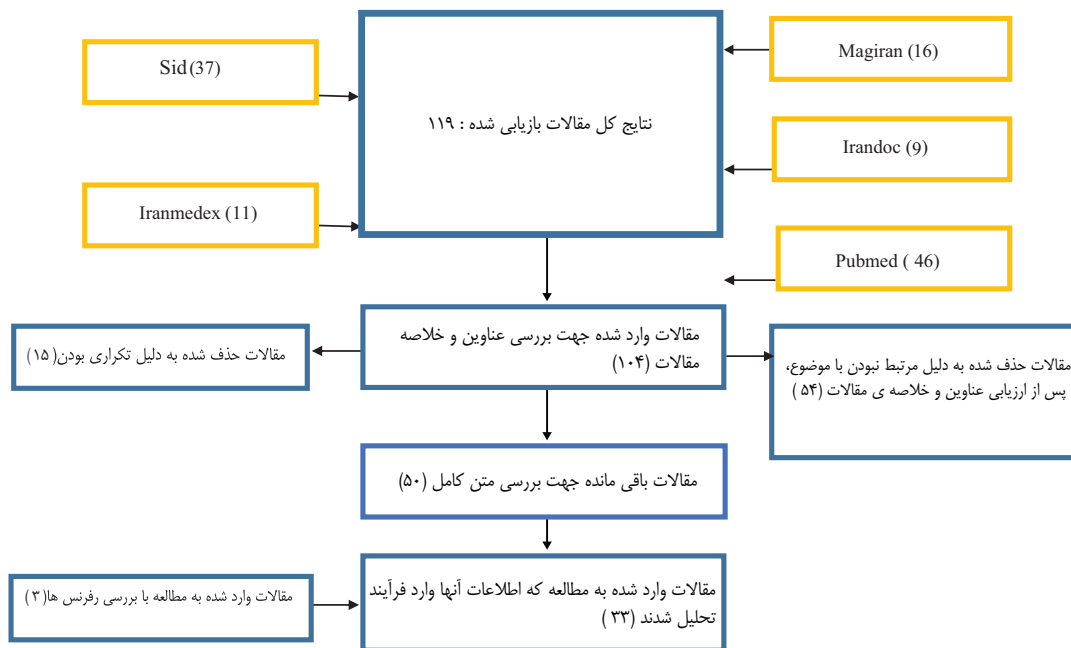 Sid (37)
Magiran (16)
نتایج کل مقالات بازیابی شده : ۱۱۹
Irandoc (9)
Iranmedex (11)
Pubmed ( 46)
مقالات وارد شده جهت بررسی عناوین و خلاصه
مقالات (۱۰۴)
مقالات حذف شده به دلیل تکراری بودن( ۱۵)
مقالات حذف شده به دلیل مرتبط نبودن با موضوع،
پس از ارزیابی عناوین و خلاصه ی مقالات (۵۴ )
مقالات باقی مانده جهت بررسی متن کامل (۵۰)
مقالات وارد شده به مطالعه که اطلاعات آنها وارد فرآیند
تحلیل شدند (۳۳ )
مقالات وارد شده به مطالعه با بررسی رفرنس ها( ۳ )